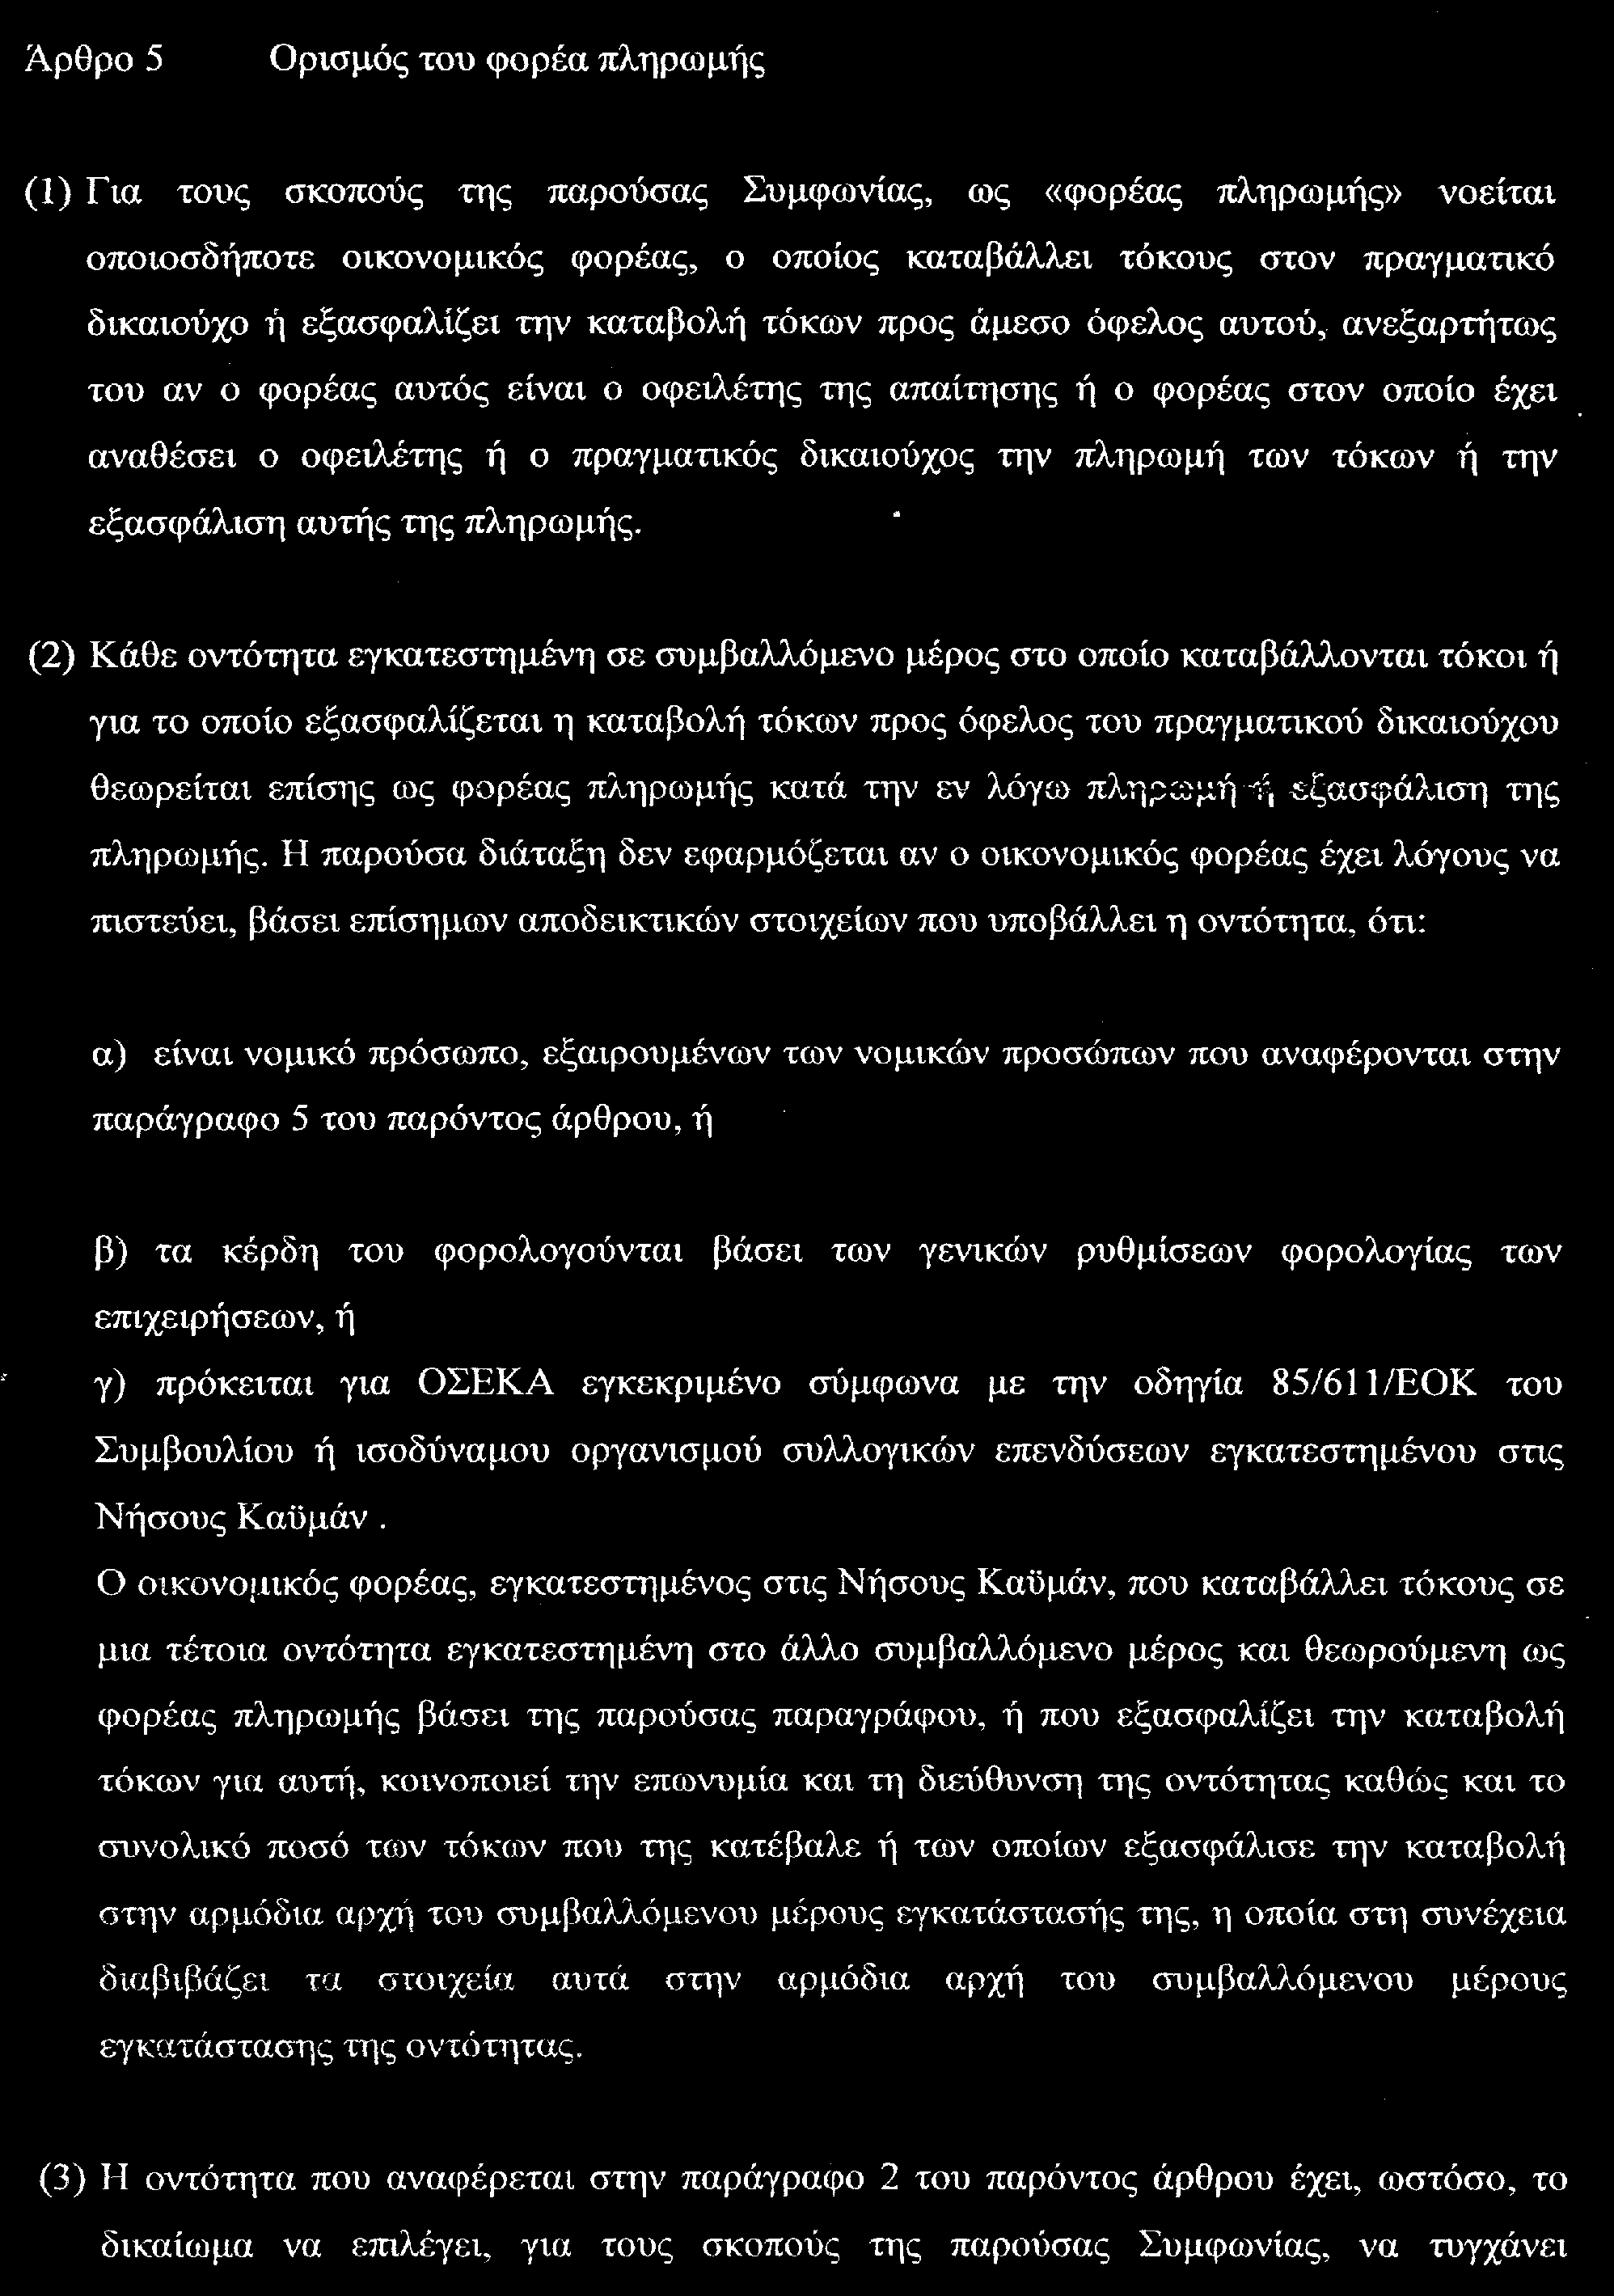 Άρθρο 5 Ορισμός του φορέα πληρωμής
(1) Για τους σκοπούς της παρούσας Συμφωνίας, ως «φορέας πληρωμής» νοείται
οποιοσδήποτε οικονομικός φορέας, ο οποίος καταβάλλει τόκους στον πραγματικό
δικαιούχο ή εξασφαλίζει την καταβολή τόκων προς άμεσο όφελος αυτού, ανεξαρτήτως
του αν ο φορέας αυτός είναι ο οφειλέτης της απαίτησης ή ο φορέας στον οποίο έχει
αναθέσει ο οφειλέτης ή ο πραγματικός δικαιούχος την πληρωμή των τόκων ή την
εξασφάλιση αυτής της πληρωμής.
(2) Κάθε οντότητα εγκατεστημένη σε συμβαλλόμενο μέρος στο οποίο καταβάλλονται τόκοι ή
για το οποίο εξασφαλίζεται η καταβολή τόκων προς όφελος του πραγματικού δικαιούχου
θεωρείται επίσης ως φορέας πληρωμής κατά την εν λόγω πληρωμή ή εξασφάλιση της
πληρωμής. Η παρούσα διάταξη δεν εφαρμόζεται αν ο οικονομικός φορέας έχει λόγους να
πιστεύει, βάσει επίσημων αποδεικτικών στοιχείων που υποβάλλει η οντότητα, ότι:
α) είναι νομικό πρόσωπο, εξαιρουμένων των νομικών προσώπων που αναφέρονται στην
παράγραφο 5 του παρόντος άρθρου, ή
β) τα κέρδη του φορολογούνται βάσει των γενικών ρυθμίσεων φορολογίας των
επιχειρήσεων, ή
γ) πρόκειται για ΟΣΕΚΑ εγκεκριμένο σύμφωνα με την οδηγία 85/611/ΕΟΚ του
Συμβουλίου ή ισοδύναμου οργανισμού συλλογικών επενδύσεων εγκατεστημένου στις
Νήσους Καϋμάν .
Ο οικονομικός φορέας, εγκατεστημένος στις Νήσους Καϋμάν, που καταβάλλει τόκους σε
μια τέτοια οντότητα εγκατεστημένη στο άλλο συμβαλλόμενο μέρος και θεωρούμενη ως
φορέας πληρωμής βάσει της παρούσας παραγράφου, ή που εξασφαλίζει την καταβολή
τόκων για αυτή, κοινοποιεί την επωνυμία και τη διεύθυνση της οντότητας καθώς και το
συνολικό ποσό των τόκων που της κατέβαλε ή των οποίων εξασφάλισε την καταβολή
στην αρμόδια αρχή του συμβαλλόμενου μέρους εγκατάστασής της, η οποία στη συνέχεια
διαβιβάζει τα στοιχεία αυτά στην αρμόδια αρχή του συμβαλλόμενου μέρους
εγκατάστασης της οντότητας.
(3) Η οντότητα που αναφέρεται στην παράγραφο 2 του παρόντος άρθρου έχει, ωστόσο, το
δικαίωμα να επιλέγει, για τους σκοπούς της παρούσας Συμφωνίας, να τυγχάνει